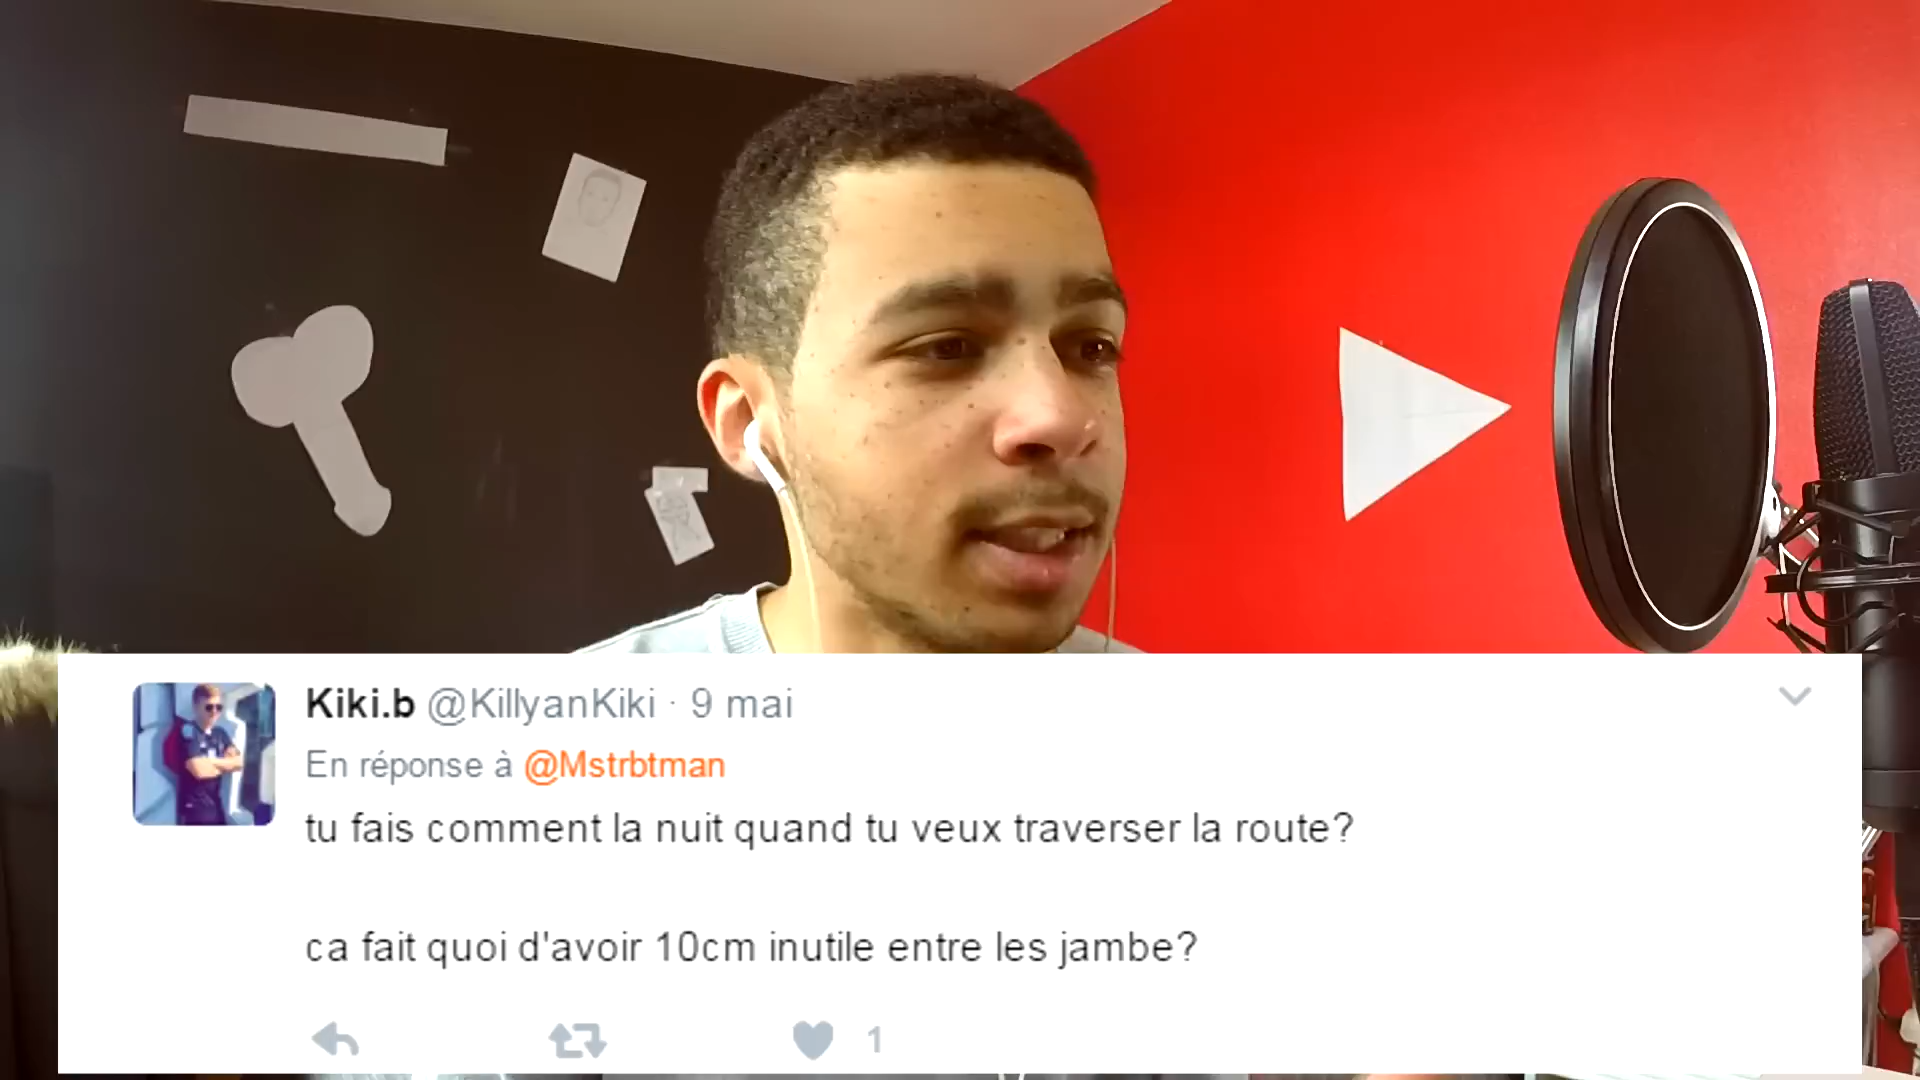 Kiki.b @KillyanKiki · 9 mai
En réponse à @Mstrbtman
tu fais comment la nuit quand tu veux traverser la route?
ca fait quoi d'avoir 10cm inutile entre les jambe?
1